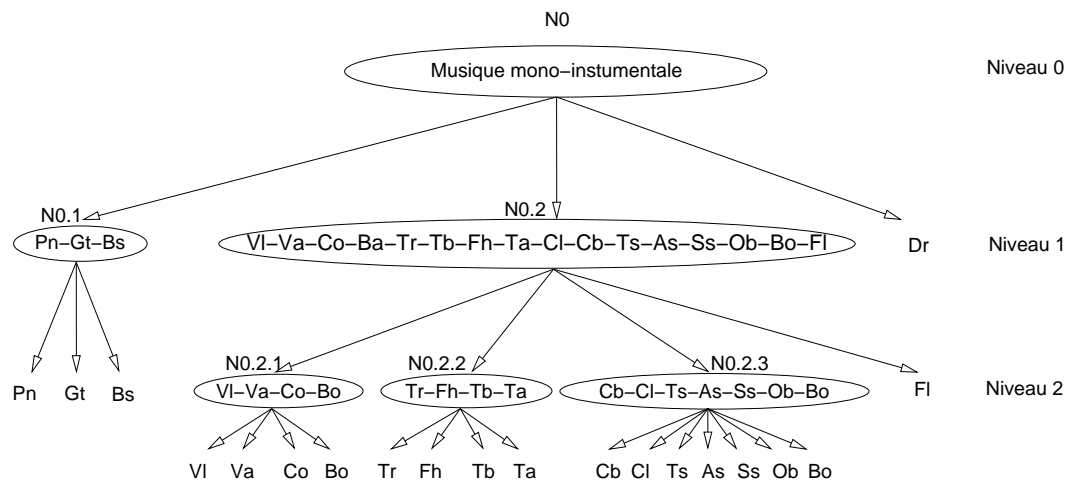 N0
Musique mono–instumentale
Niveau 0
N0.1
N0.2
Pn–Gt–Bs
Vl–Va–Co–Ba–Tr–Tb–Fh–Ta–Cl–Cb–Ts–As–Ss–Ob–Bo–Fl
Dr
Niveau 1
N0.2.1
N0.2.2
N0.2.3
Pn Gt Bs
Vl–Va–Co–Bo
Tr–Fh–Tb–Ta
Cb–Cl–Ts–As–Ss–Ob–Bo
Fl
Niveau 2
Vl Va Co Bo Tr Fh Tb Ta Cb Cl Ts As Ss Ob Bo